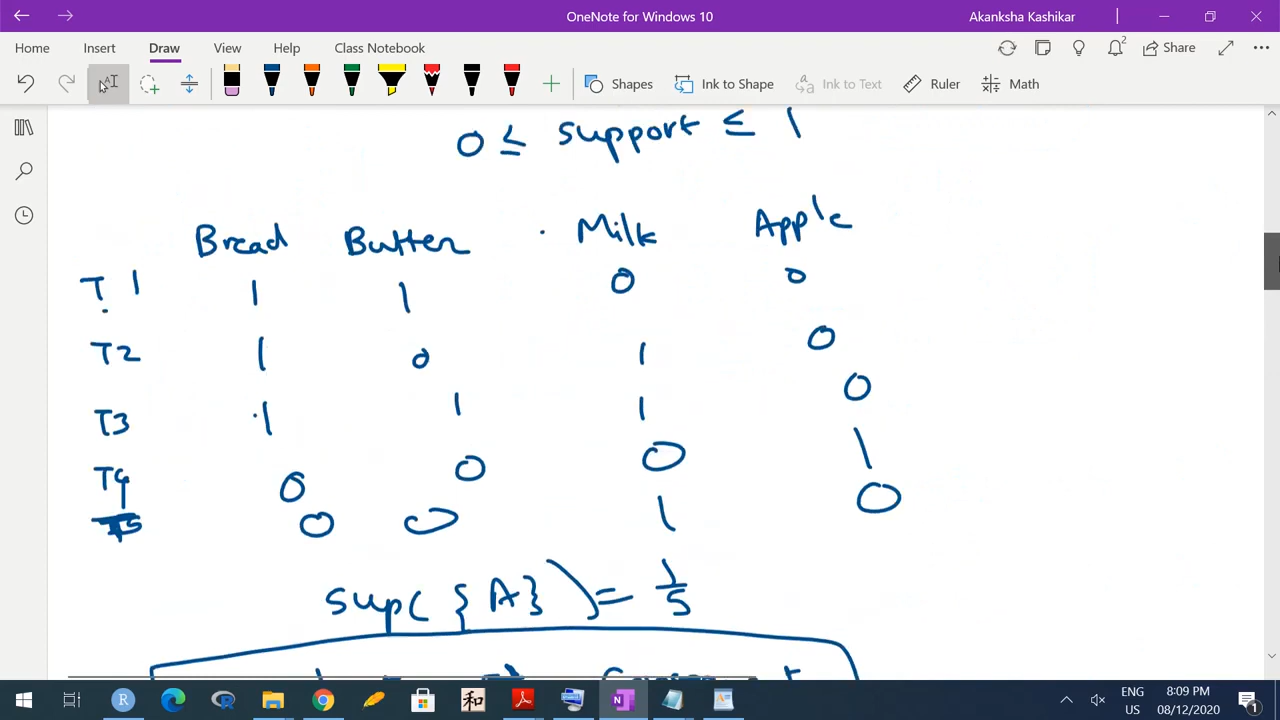 OneNote for Windows 10
Akanksha Kashikar
Home Insert Draw View Help Class Notebook 2 Share
Shapes Ink to Shape Ink to Text Ruler Math
0 ≤ support ≤ 1
Bread Butter Milk Apple
T1 1 1 0 0
T2 1 0 1 0
T3 1 1 1 0
T4 0 0 0 1
T5 0 0 1 0
sup({A}) = 1/5
ENG 8:09 PM
US 08/12/2020 1